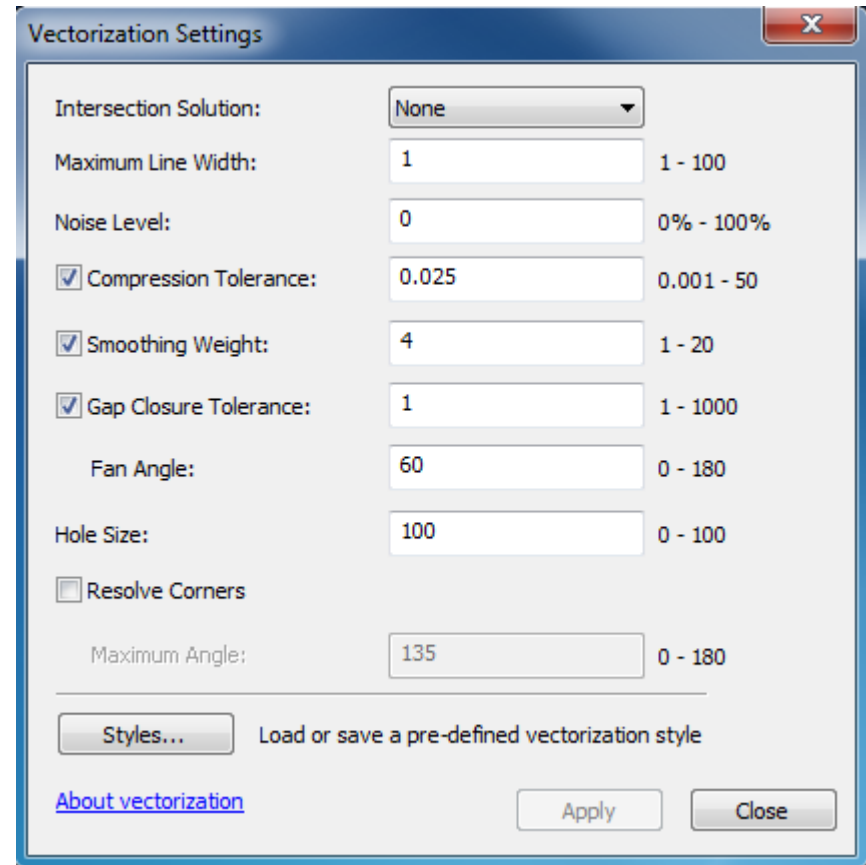 Vectorization Settings
Intersection Solution: None
Maximum Line Width: 1 1 - 100
Noise Level: 0 0% - 100%
Compression Tolerance: 0.025 0.001 - 50
Smoothing Weight: 4 1 - 20
Gap Closure Tolerance: 1 1 - 1000
Fan Angle: 60 0 - 180
Hole Size: 100 0 - 100
Resolve Corners
Maximum Angle: 135 0 - 180
Styles... Load or save a pre-defined vectorization style
About vectorization Apply Close